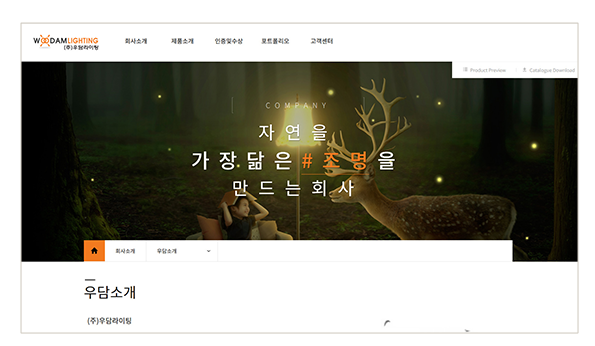 WOODAMLIGHTING
(주)우담라이팅
회사소개 제품소개 인증및수상 포트폴리오 고객센터
Product Preview Catalogue Download
COMPANY
자연을
가장닮은 #조명을
만드는회사
회사소개 우담소개
우담소개
(주)우담라이팅